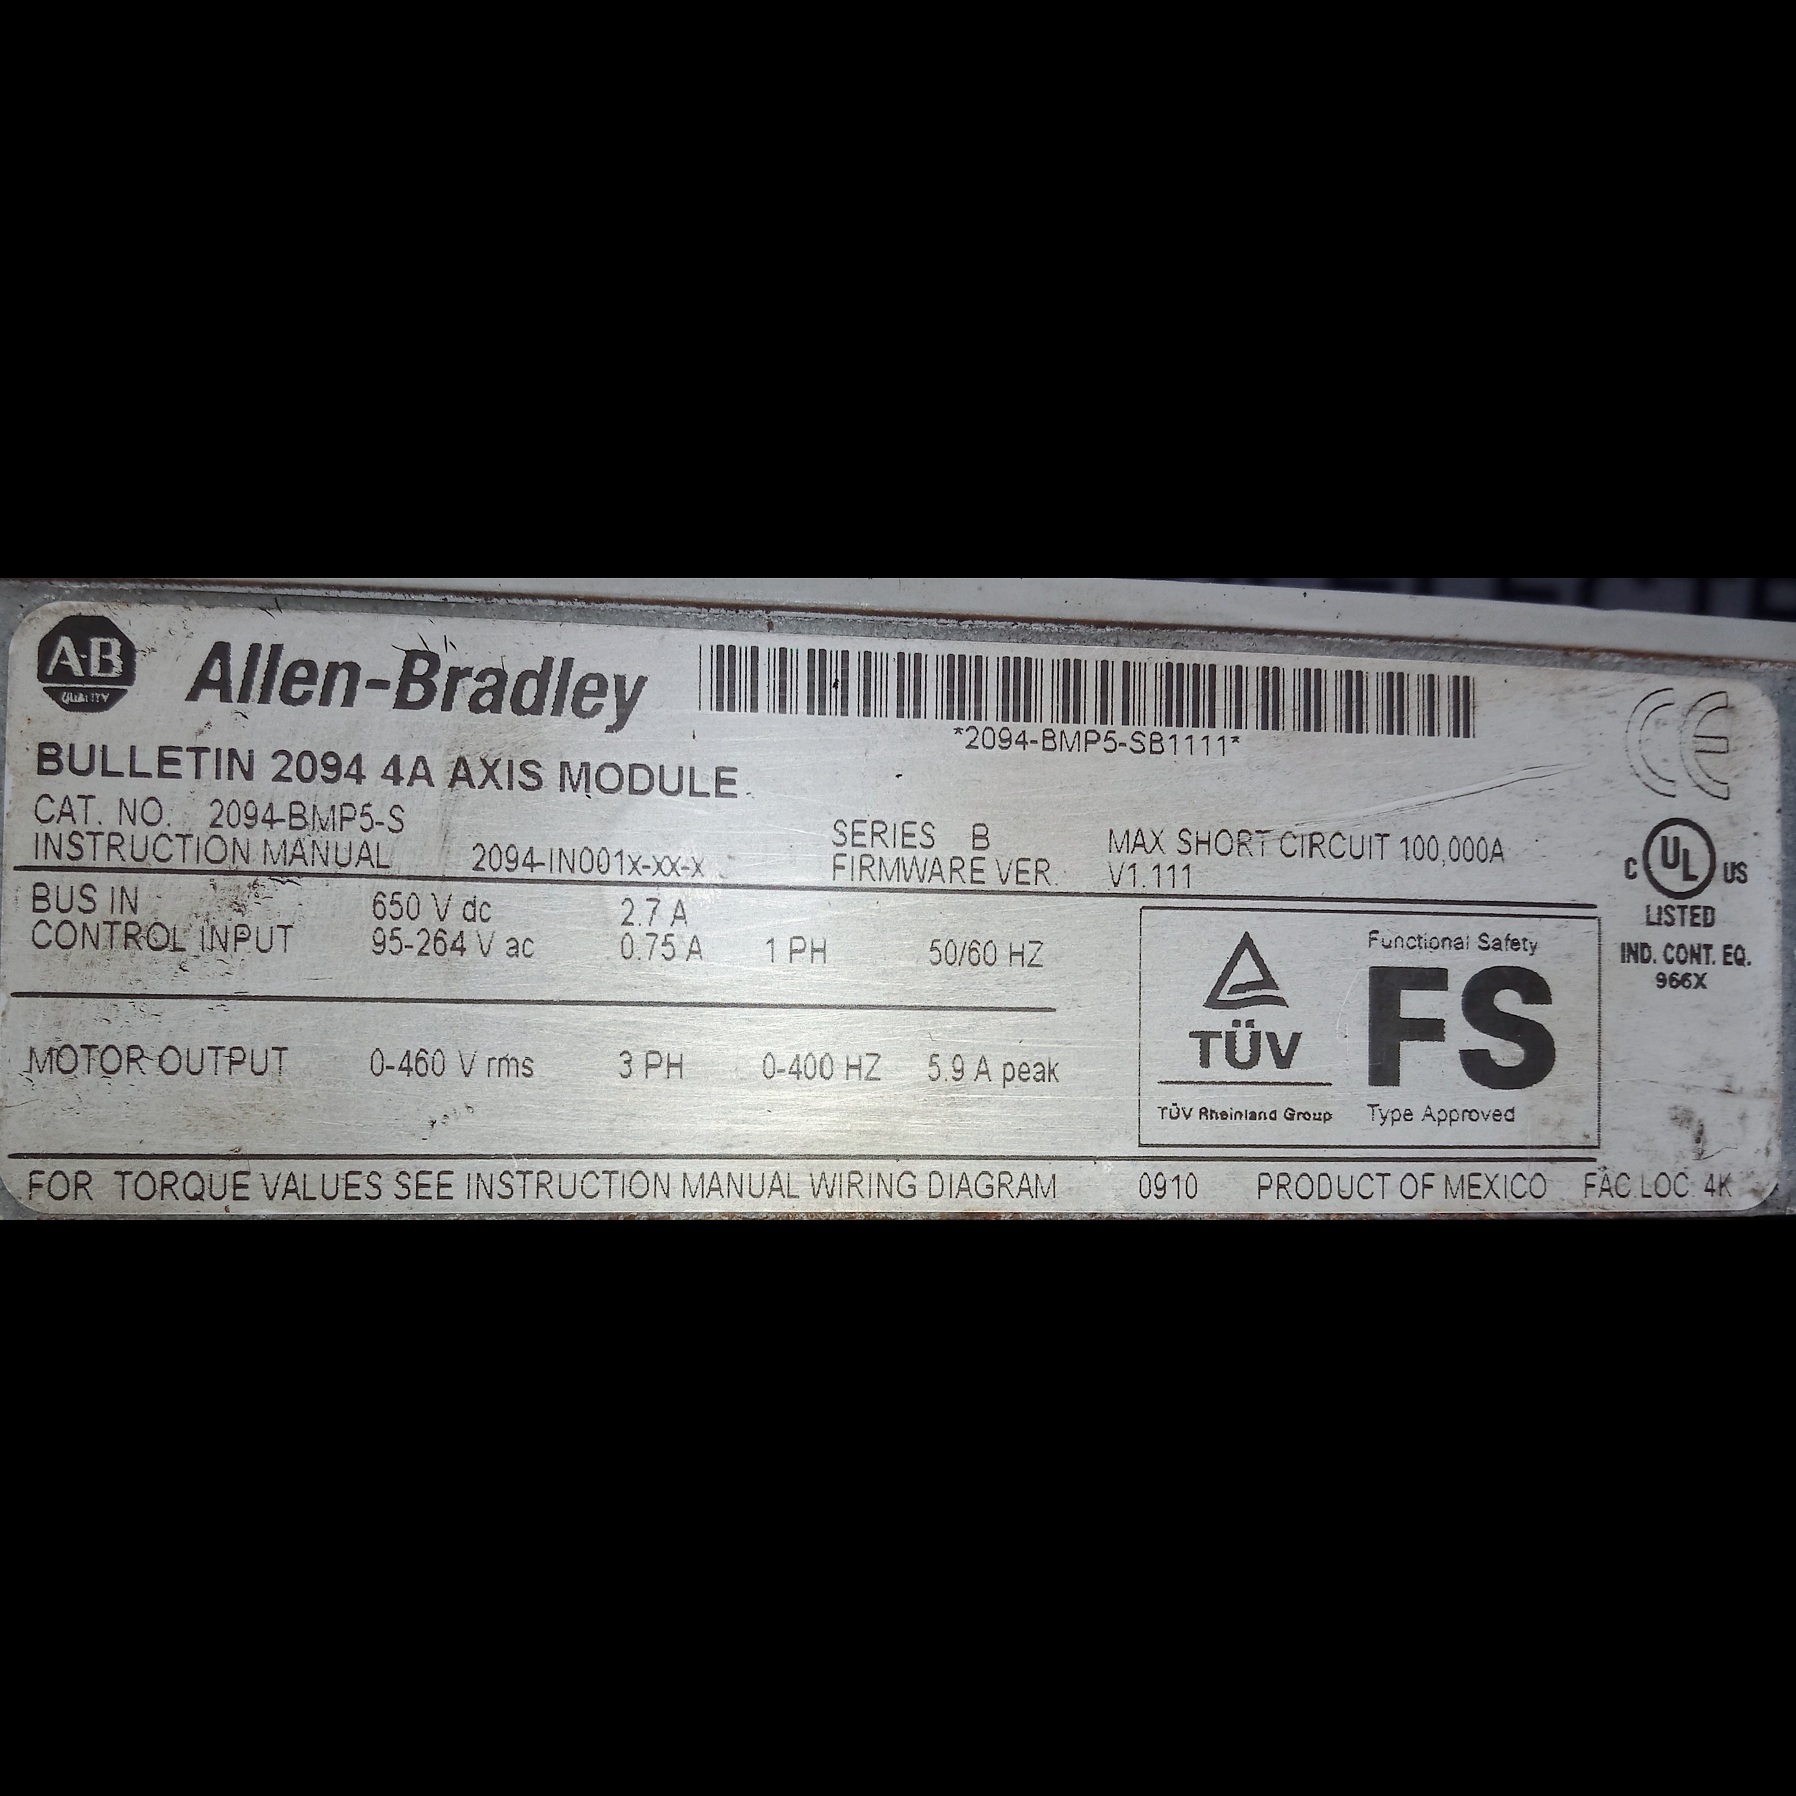 A-B
QUALITY
Allen-Bradley
*2094-BMP5-SB1111*
CE
BULLETIN 2094 4A AXIS MODULE
CAT. NO. 2094-BMP5-S
INSTRUCTION MANUAL 2094-IN001x-xx-x
SERIES B
FIRMWARE VER. V1.111
MAX SHORT CIRCUIT 100,000A
C UL US
LISTED
IND. CONT. EQ.
966X
BUS IN 650 V dc 2.7 A
CONTROL INPUT 95-264 V ac 0.75 A 1 PH 50/60 HZ
MOTOR OUTPUT 0-460 V rms 3 PH 0-400 HZ 5.9 A peak
TÜV
TÜV Rheinland Group
Functional Safety
FS
Type Approved
FOR TORQUE VALUES SEE INSTRUCTION MANUAL WIRING DIAGRAM 0910 PRODUCT OF MEXICO FAC LOC 4K